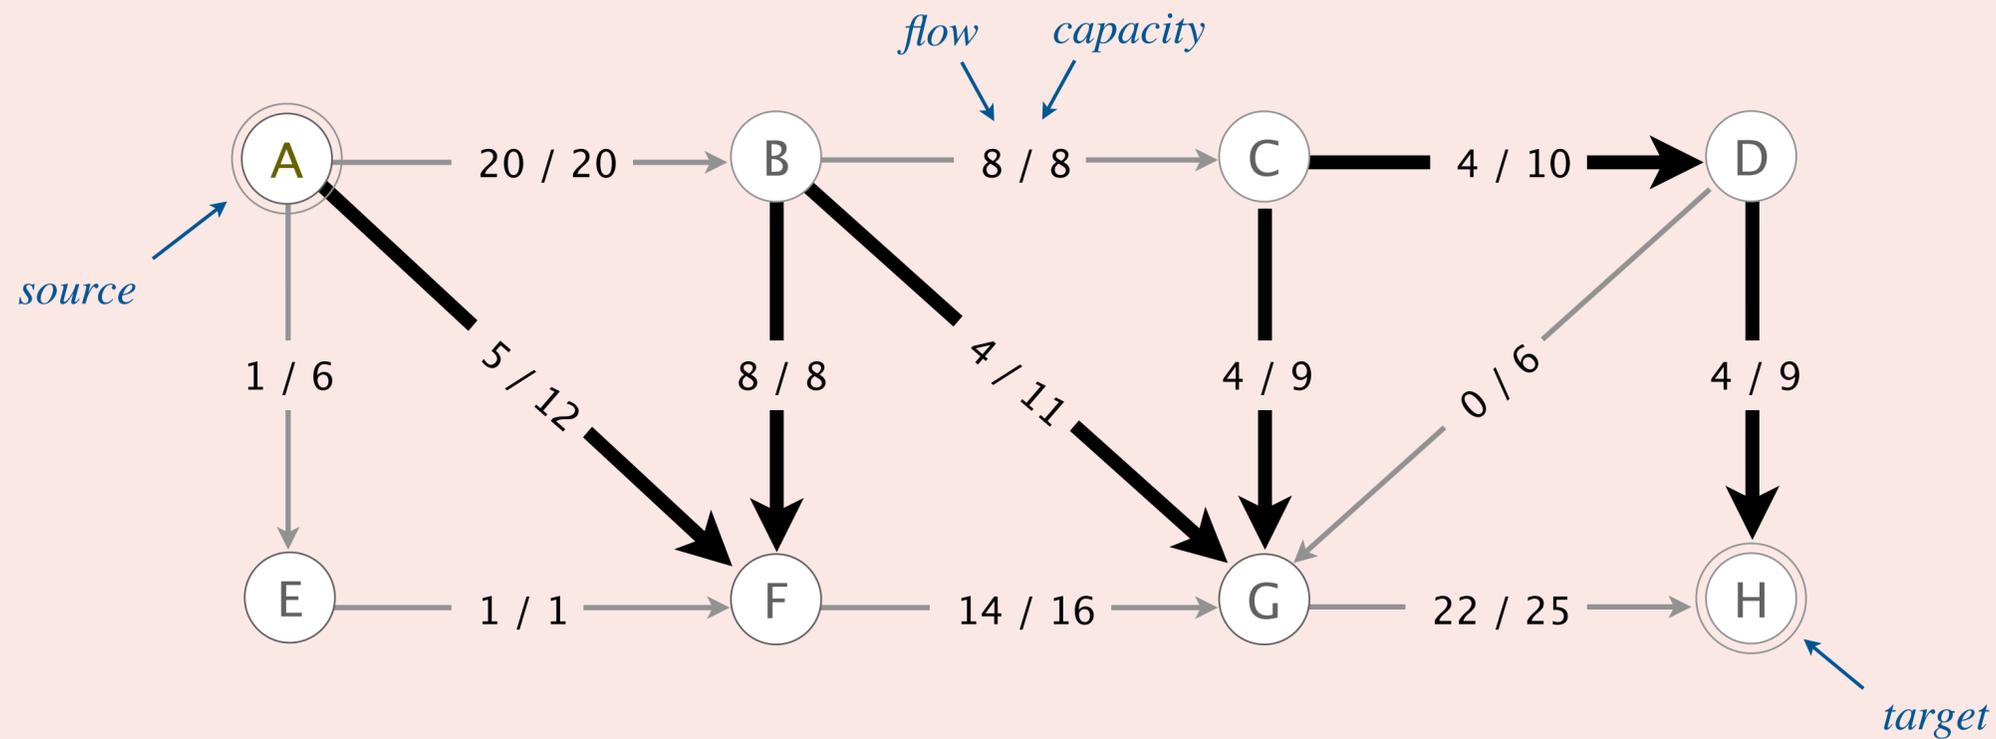 flow capacity
A 20 / 20 B 8 / 8 C 4 / 10 D
source
1 / 6 5 / 12 8 / 8 4 / 11 4 / 9 0 / 6 4 / 9
E 1 / 1 F 14 / 16 G 22 / 25 H
target